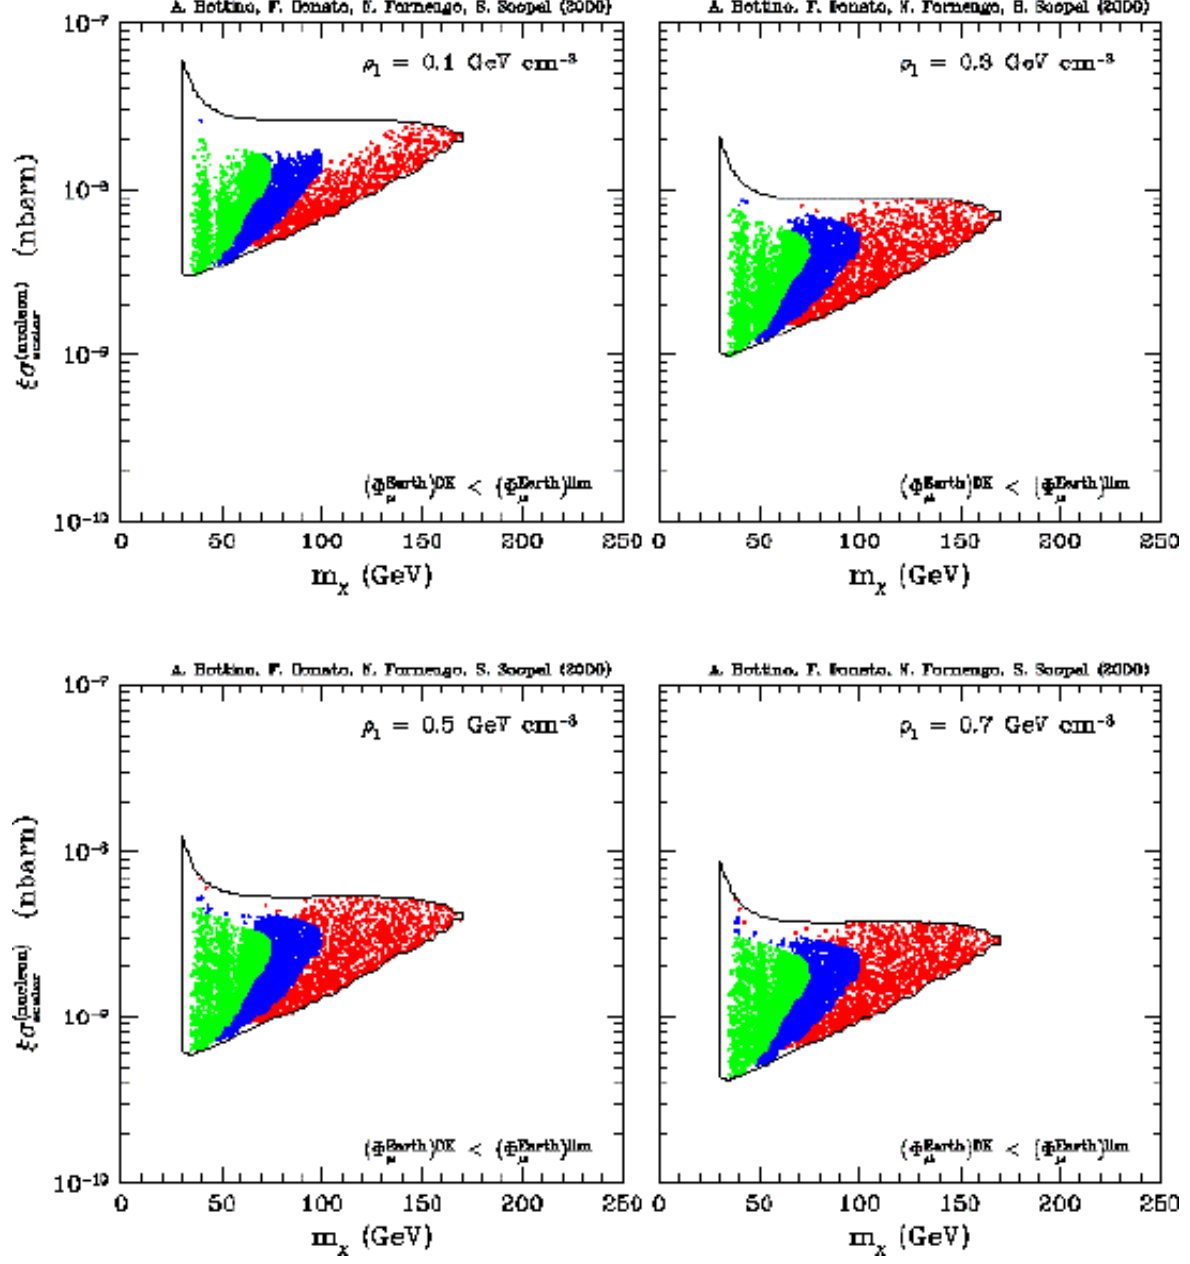 A. Bottino, F. Donato, N. Fornengo, S. Scopel (2000)
ρ₁ = 0.1 GeV cm⁻³
10⁻⁷
10⁻⁸
10⁻⁹
10⁻¹⁰
ξσ(nucleon)scalar (nbarn)
(Φμ^Earth)^DK < (Φμ^Earth)^lim
0 50 100 150 200 250
mχ (GeV)
A. Bottino, F. Donato, N. Fornengo, S. Scopel (2000)
ρ₁ = 0.3 GeV cm⁻³
(Φμ^Earth)^DK < (Φμ^Earth)^lim
0 50 100 150 200 250
mχ (GeV)
A. Bottino, F. Donato, N. Fornengo, S. Scopel (2000)
ρ₁ = 0.5 GeV cm⁻³
10⁻⁷
10⁻⁸
10⁻⁹
10⁻¹⁰
ξσ(nucleon)scalar (nbarn)
(Φμ^Earth)^DK < (Φμ^Earth)^lim
0 50 100 150 200 250
mχ (GeV)
A. Bottino, F. Donato, N. Fornengo, S. Scopel (2000)
ρ₁ = 0.7 GeV cm⁻³
(Φμ^Earth)^DK < (Φμ^Earth)^lim
0 50 100 150 200 250
mχ (GeV)